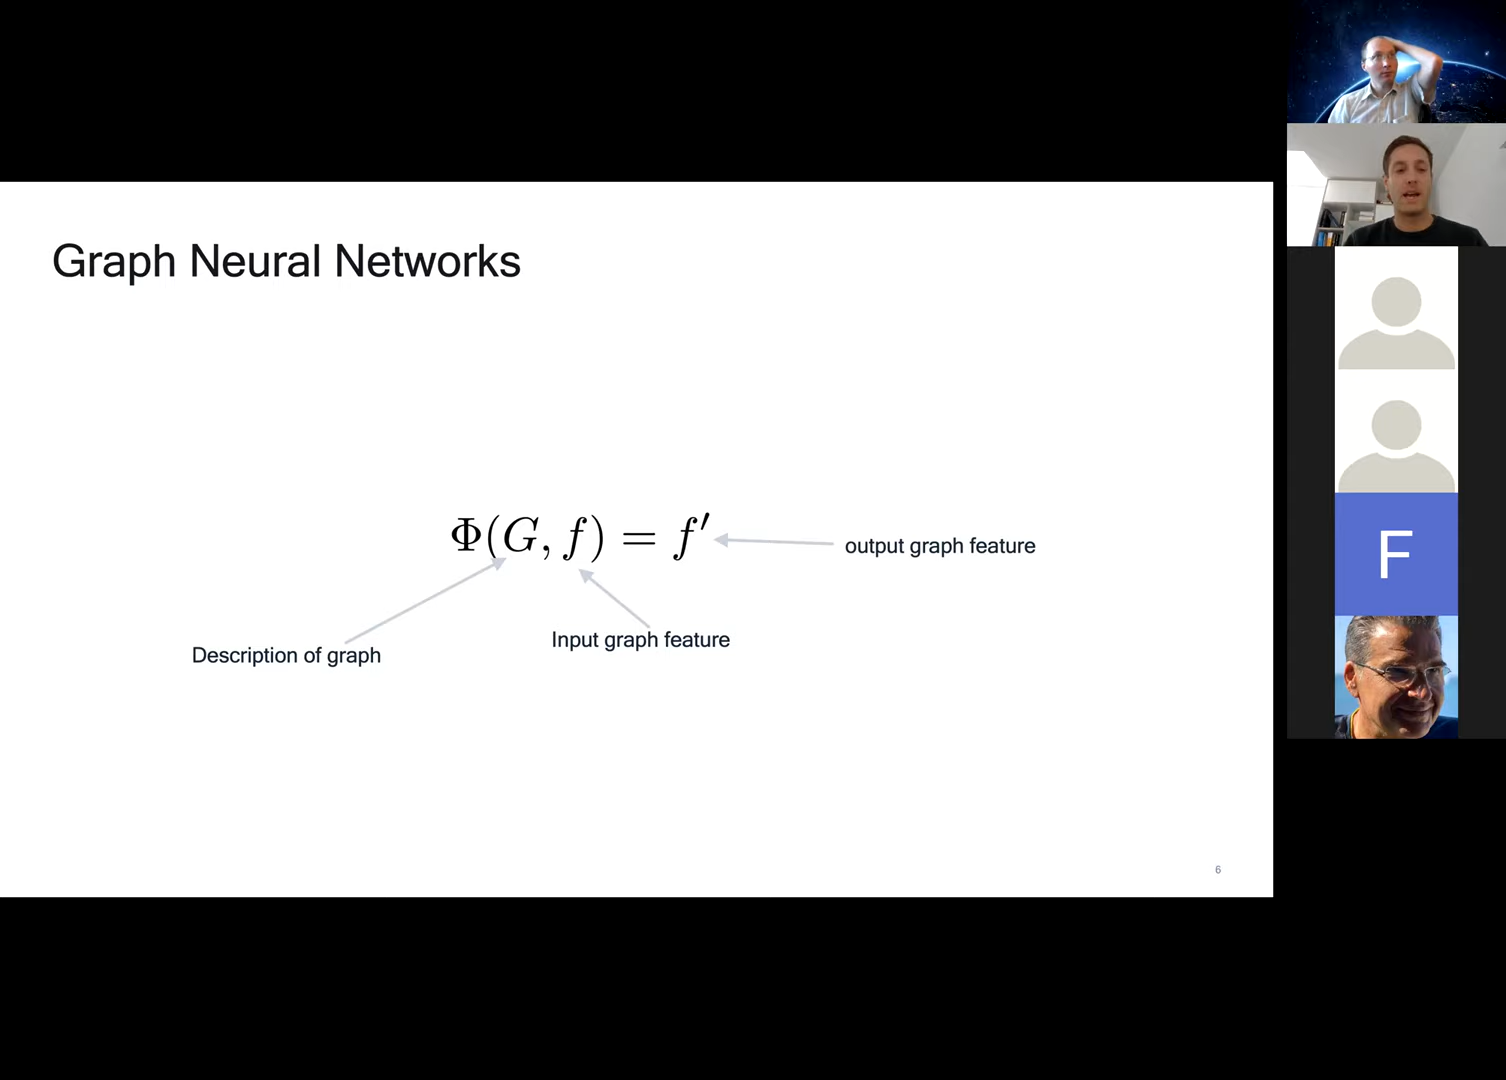 Graph Neural Networks
Φ(G, f) = f′
output graph feature
Input graph feature
Description of graph
6
F